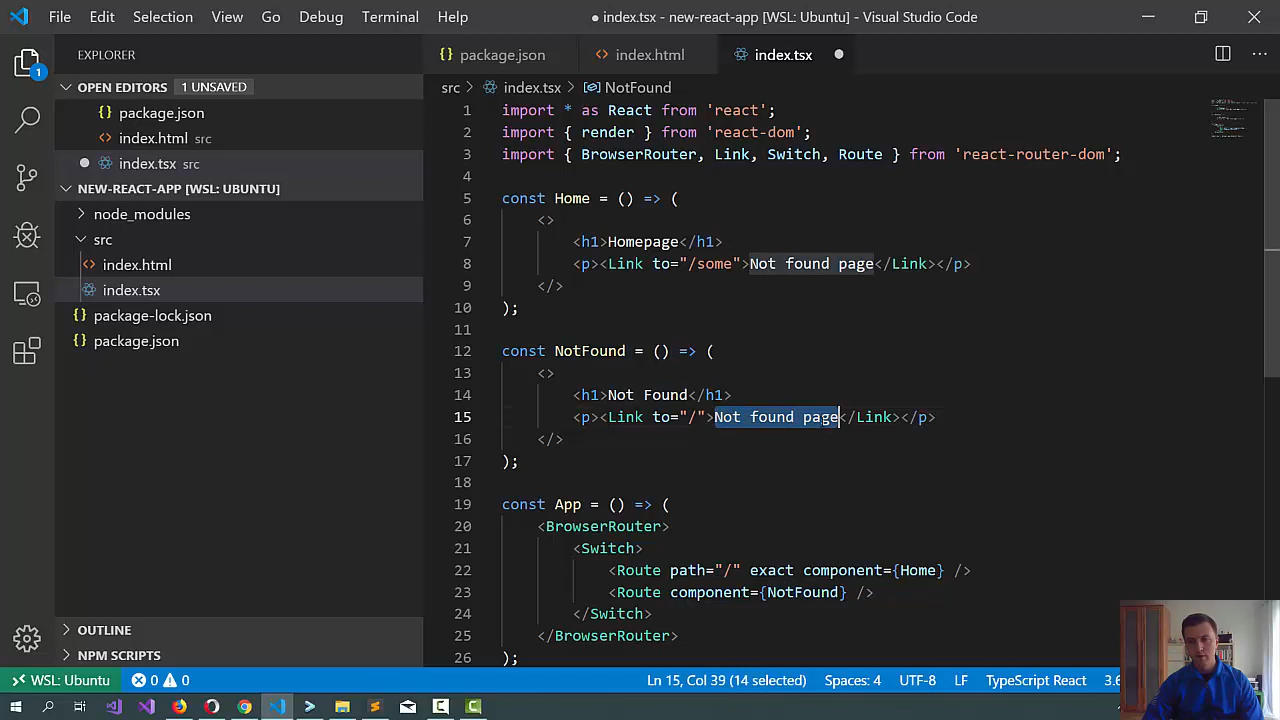 File Edit Selection View Go Debug Terminal Help
● index.tsx - new-react-app [WSL: Ubuntu] - Visual Studio Code
EXPLORER
{} package.json
<> index.html
index.tsx
1
OPEN EDITORS 1 UNSAVED
{} package.json
<> index.html src
index.tsx src
NEW-REACT-APP [WSL: UBUNTU]
node_modules
src
<> index.html
index.tsx
{} package-lock.json
{} package.json
OUTLINE
NPM SCRIPTS
src > index.tsx > NotFound
1 import * as React from 'react';
2 import { render } from 'react-dom';
3 import { BrowserRouter, Link, Switch, Route } from 'react-router-dom';
4
5 const Home = () => (
6 <>
7 <h1>Homepage</h1>
8 <p><Link to="/some">Not found page</Link></p>
9 </>
10 );
11
12 const NotFound = () => (
13 <>
14 <h1>Not Found</h1>
15 <p><Link to="/">Not found page</Link></p>
16 </>
17 );
18
19 const App = () => (
20 <BrowserRouter>
21 <Switch>
22 <Route path="/" exact component={Home} />
23 <Route component={NotFound} />
24 </Switch>
25 </BrowserRouter>
26 );
WSL: Ubuntu 0 0 Ln 15, Col 39 (14 selected) Spaces: 4 UTF-8 LF TypeScript React 3.6